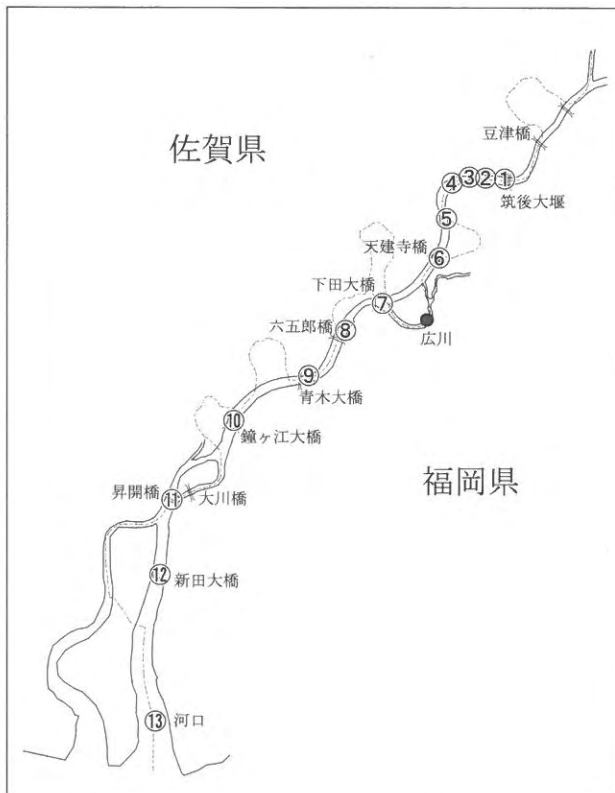 佐賀県
豆津橋
④③②①
筑後大堰
⑤
天建寺橋
⑥
下田大橋
⑦
広川
六五郎橋
⑧
⑨
青木大橋
⑩
鐘ヶ江大橋
福岡県
昇開橋
⑪
大川橋
⑫
新田大橋
⑬
河口